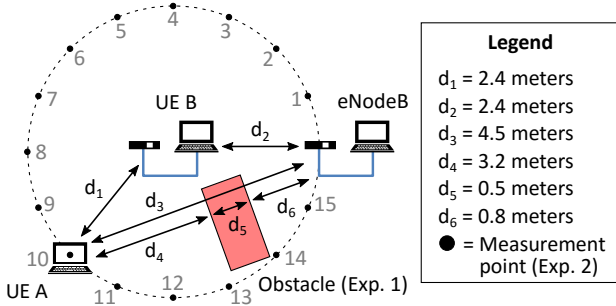 4
5
3
6
2
7
UE B
1
eNodeB
8
d2
d1
d3
9
d5
d6
15
10
d4
14
UE A
11
12
13
Obstacle (Exp. 1)
Legend
d1 = 2.4 meters
d2 = 2.4 meters
d3 = 4.5 meters
d4 = 3.2 meters
d5 = 0.5 meters
d6 = 0.8 meters
= Measurement
point (Exp. 2)